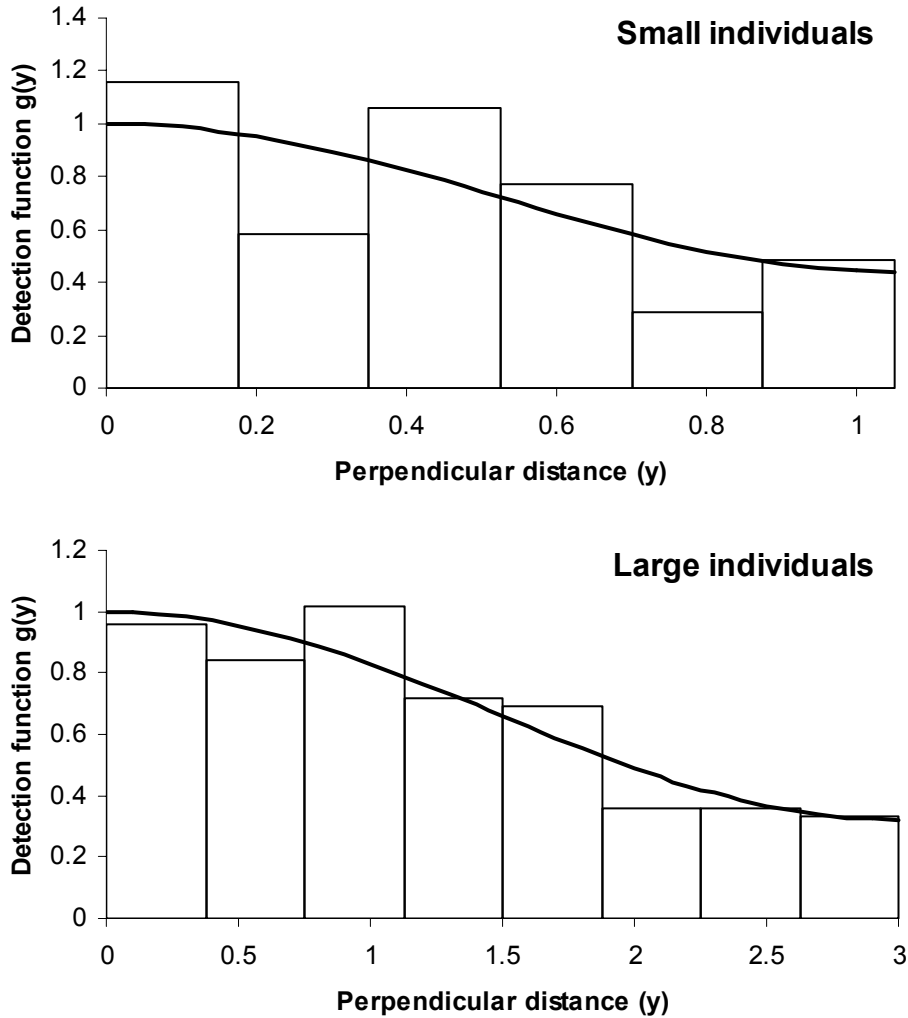 Small individuals
Detection function g(y)
1.4
1.2
1
0.8
0.6
0.4
0.2
0
0 0.2 0.4 0.6 0.8 1
Perpendicular distance (y)
Large individuals
Detection function g(y)
1.2
1
0.8
0.6
0.4
0.2
0
0 0.5 1 1.5 2 2.5 3
Perpendicular distance (y)